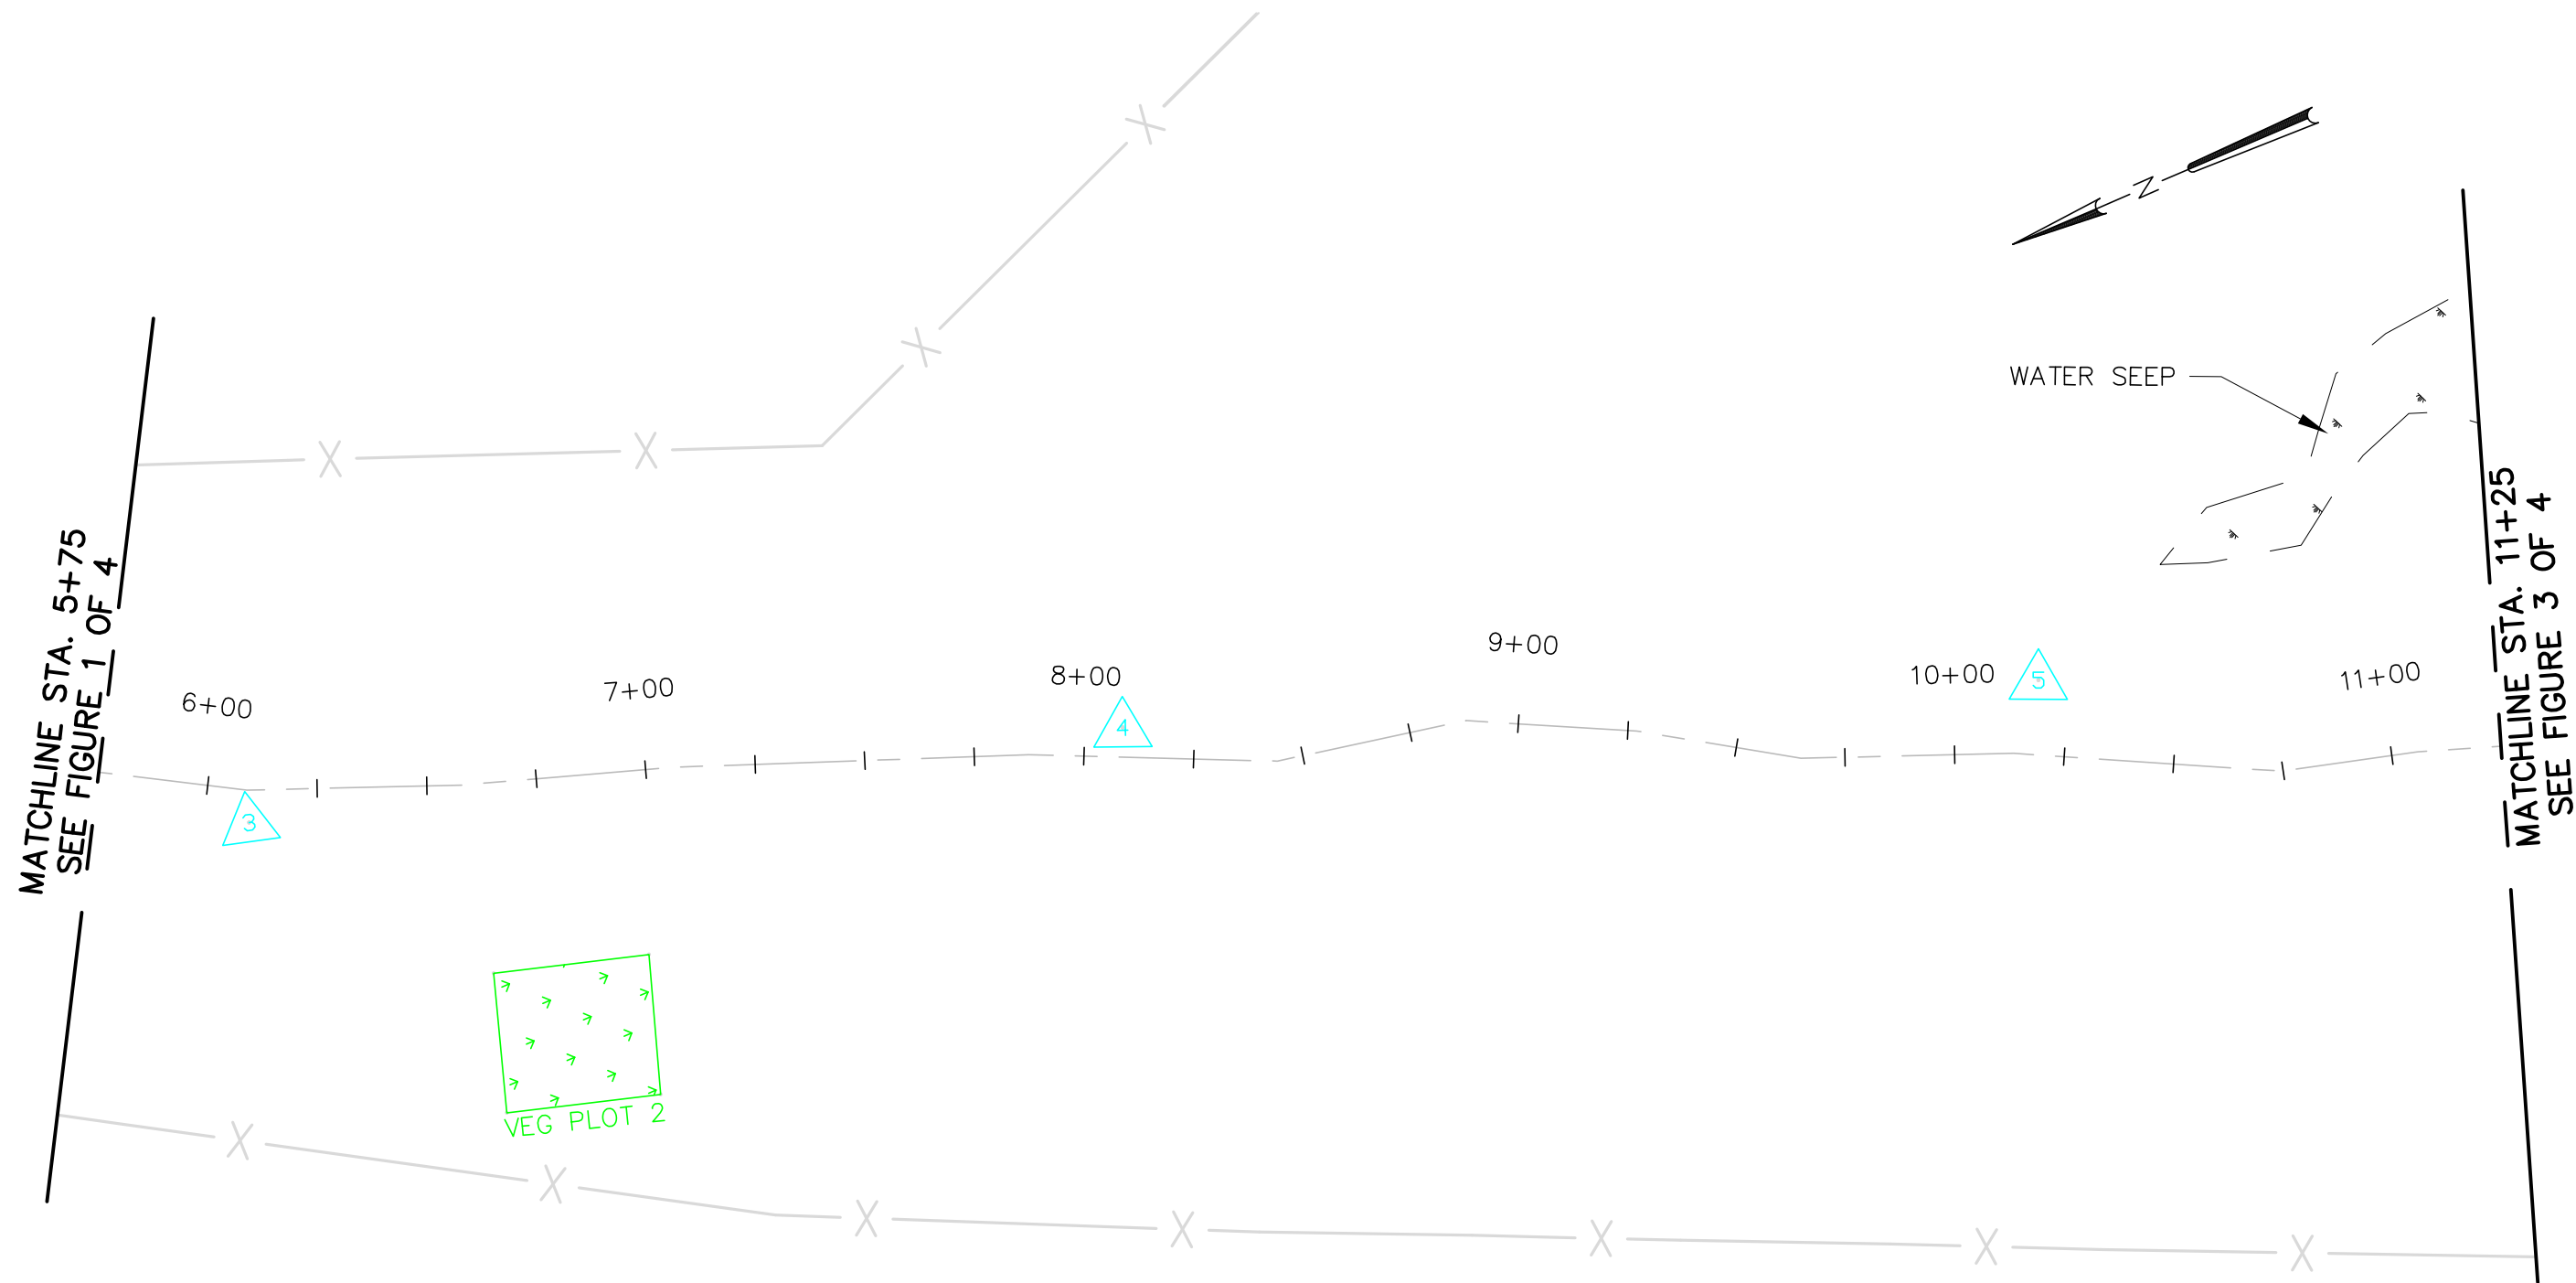 N
WATER SEEP
MATCHLINE STA. 5+75
SEE FIGURE 1 OF 4
MATCHLINE STA. 11+25
SEE FIGURE 3 OF 4
6+00
7+00
8+00
9+00
10+00
11+00
3
4
5
VEG PLOT 2